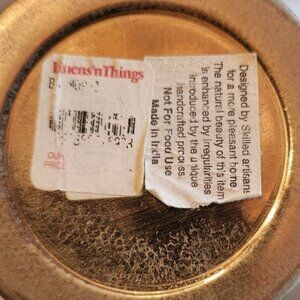 Linens'n Things
OUR
PRICE
Designed by Skilled artisans
for a more pleasant home
The natural beauty of this item
is enhanced by irregularities
introduced by the unique
handcrafted process.
Not For Food Use
Made in India